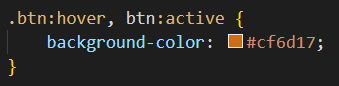 .btn:hover, btn:active {
    background-color: #cf6d17;
}